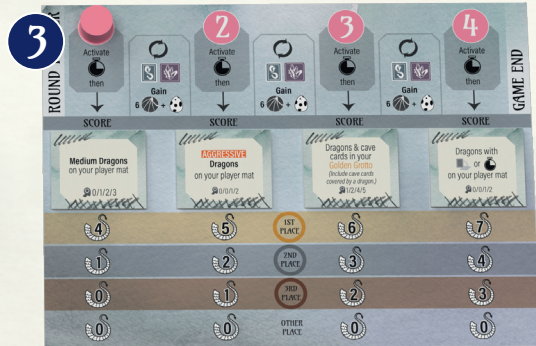 3
ROUND
2
3
4
Activate
then
Gain
6 +
Activate
then
Gain
6 +
Activate
then
Gain
6 +
Activate
then
GAME END
SCORE
SCORE
SCORE
SCORE
Medium Dragons
on your player mat
0/1/2/3
AGGRESSIVE
Dragons
on your player mat
0/0/1/2
Dragons & cave
cards in your
Golden Grotto
(Include cave cards
covered by a dragon.)
1/2/4/5
Dragons with
or
on your player mat
0/0/1/2
4
5
1ST
PLACE
6
7
1
2
2ND
PLACE
3
4
0
1
3RD
PLACE
2
3
0
0
OTHER
PLACE
0
0